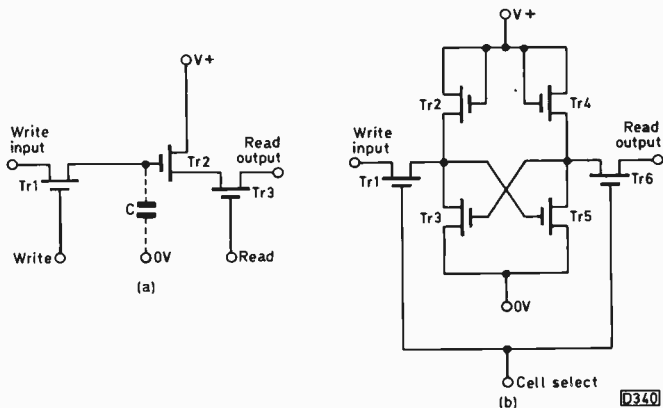 V+
Tr2
Write
input
Tr1
C
Write
0V
Read
output
Tr3
Read
(a)
V+
Tr2
Tr4
Write
input
Tr1
Read
output
Tr6
Tr3
Tr5
0V
Cell select
(b)
D340